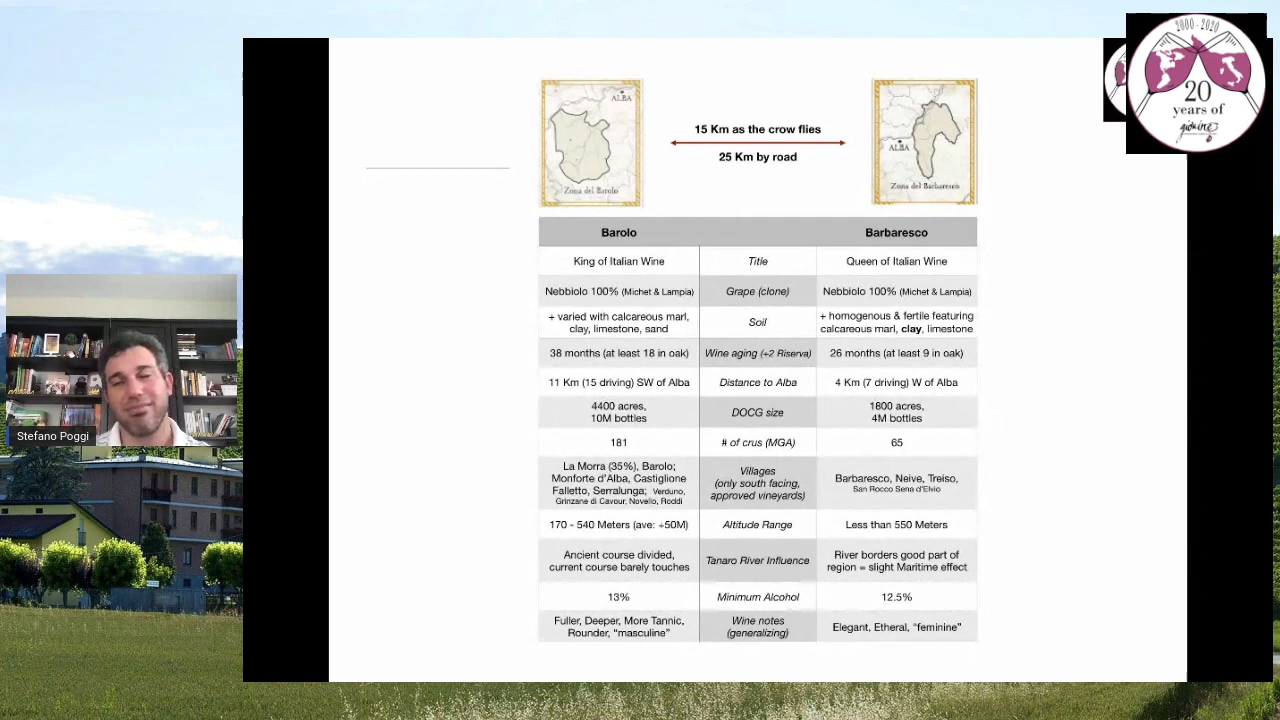 2000-2020
20
years of
giowine
ALBA
Zona del Barolo
15 Km as the crow flies
25 Km by road
ALBA
Zona del Barbaresco
Barolo
Barbaresco
King of Italian Wine
Title
Queen of Italian Wine
Nebbiolo 100% (Michet & Lampia)
Grape (clone)
Nebbiolo 100% (Michet & Lampia)
+ varied with calcareous marl,
clay, limestone, sand
Soil
+ homogenous & fertile featuring
calcareous marl, clay, limestone
38 months (at least 18 in oak)
Wine aging (+2 Riserva)
26 months (at least 9 in oak)
11 Km (15 driving) SW of Alba
Distance to Alba
4 Km (7 driving) W of Alba
4400 acres,
10M bottles
DOCG size
1800 acres,
4M bottles
181
# of crus (MGA)
65
La Morra (35%), Barolo;
Monforte d'Alba, Castiglione
Falletto, Serralunga; Verduno,
Grinzane di Cavour, Novello, Roddi
Villages
(only south facing,
approved vineyards)
Barbaresco, Neive, Treiso,
San Rocco Sena d'Elvio
170 - 540 Meters (ave: +50M)
Altitude Range
Less than 550 Meters
Ancient course divided,
current course barely touches
Tanaro River Influence
River borders good part of
region = slight Maritime effect
13%
Minimum Alcohol
12.5%
Fuller, Deeper, More Tannic,
Rounder, "masculine"
Wine notes
(generalizing)
Elegant, Etheral, "feminine"
Stefano Poggi